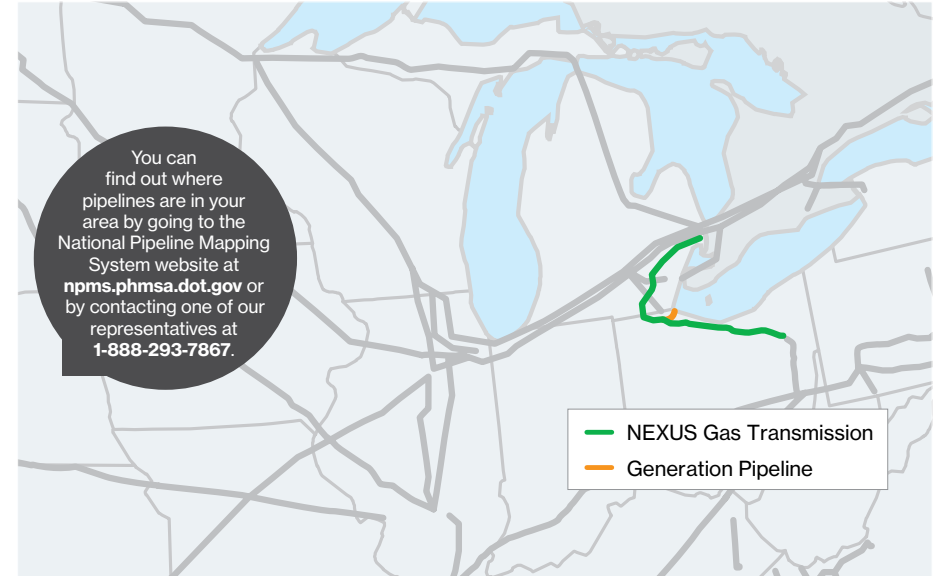 You can
find out where
pipelines are in your
area by going to the
National Pipeline Mapping
System website at
npms.phmsa.dot.gov or
by contacting one of our
representatives at
1-888-293-7867.
NEXUS Gas Transmission
Generation Pipeline